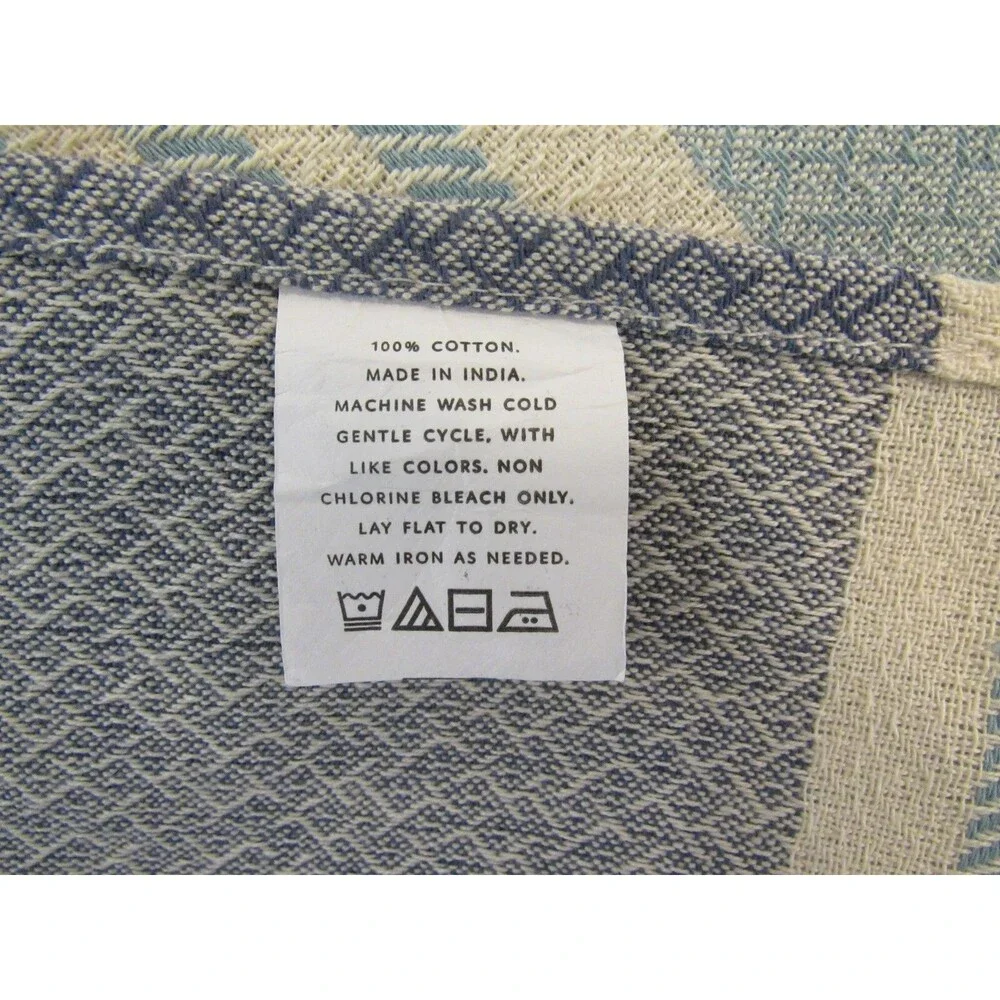 100% COTTON.
MADE IN INDIA.
MACHINE WASH COLD
GENTLE CYCLE, WITH
LIKE COLORS. NON
CHLORINE BLEACH ONLY.
LAY FLAT TO DRY.
WARM IRON AS NEEDED.